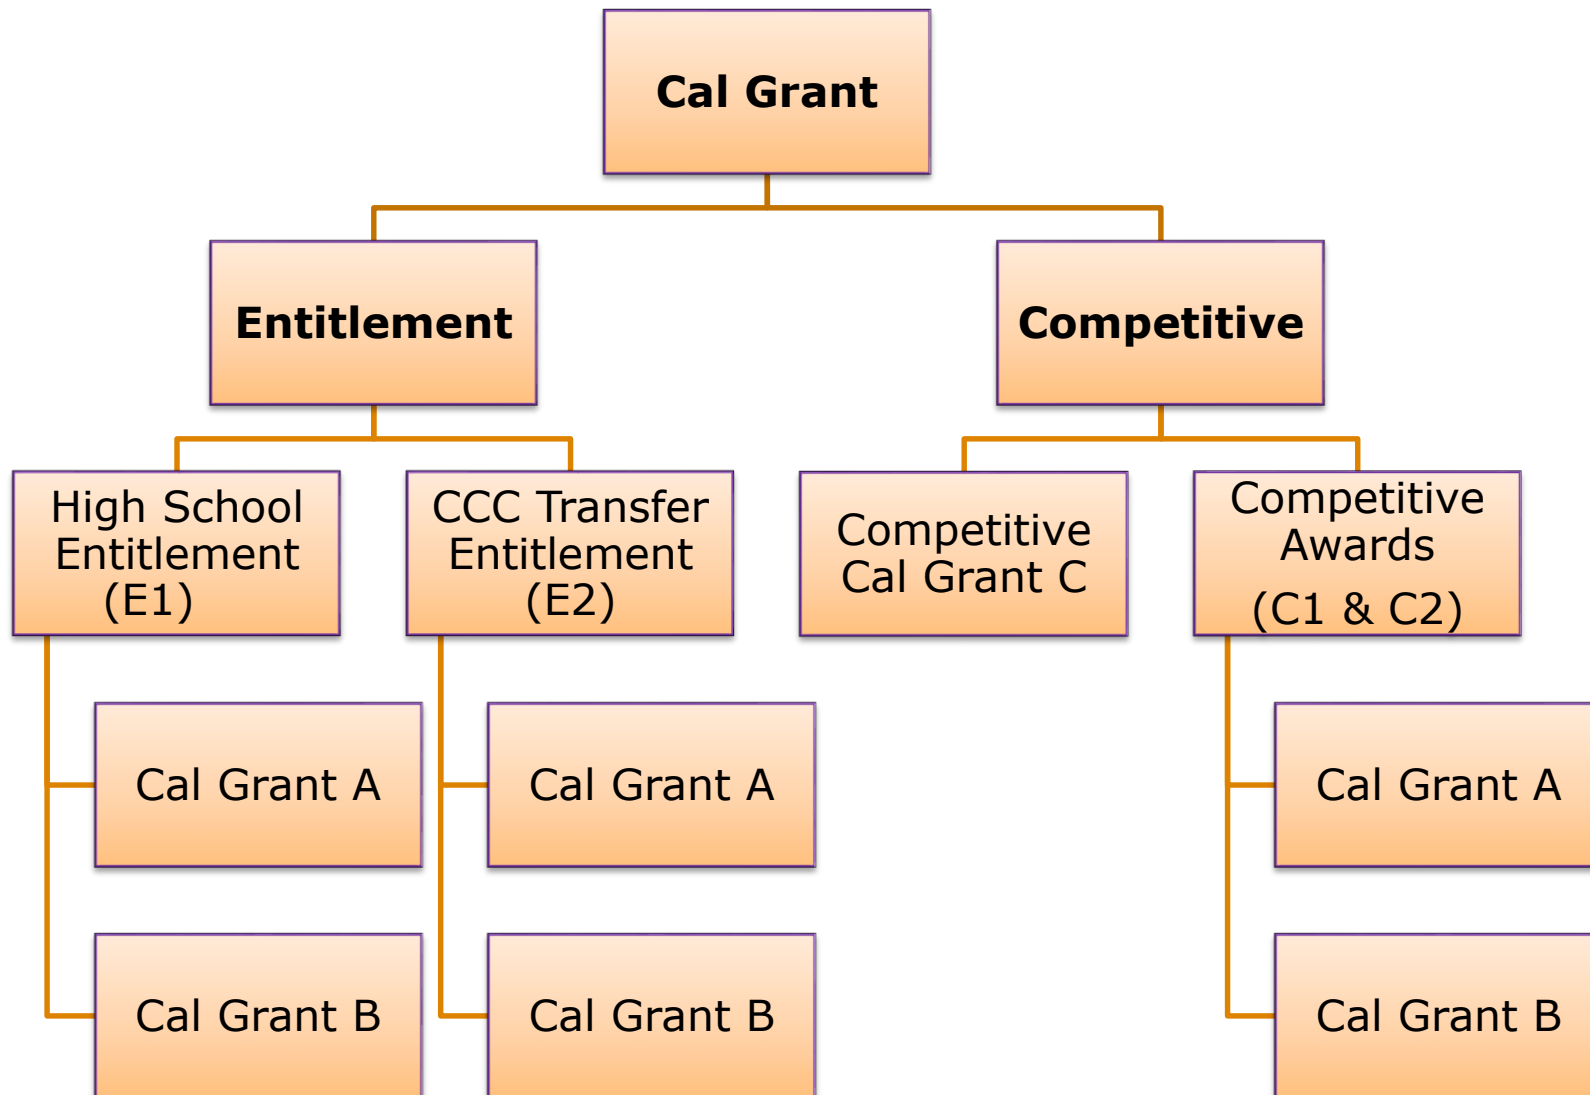 Cal Grant
Entitlement
Competitive
High School
Entitlement
(E1)
CCC Transfer
Entitlement
(E2)
Competitive
Cal Grant C
Competitive
Awards
(C1 & C2)
Cal Grant A
Cal Grant A
Cal Grant A
Cal Grant B
Cal Grant B
Cal Grant B